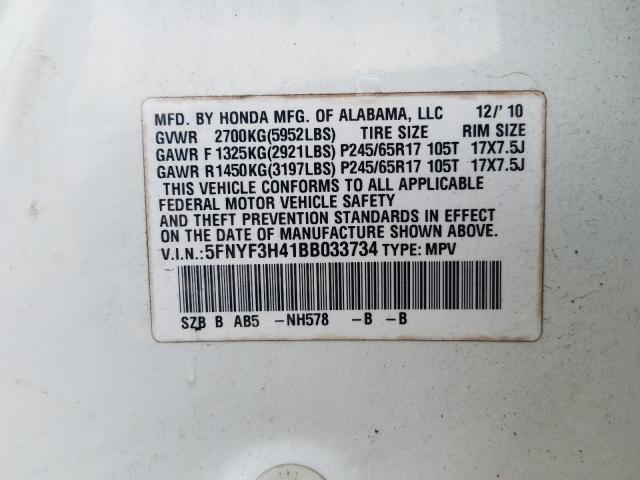 MFD. BY HONDA MFG. OF ALABAMA, LLC 12/'10
GVWR 2700KG(5952LBS) TIRE SIZE RIM SIZE
GAWR F 1325KG(2921LBS) P245/65R17 105T 17X7.5J
GAWR R1450KG(3197LBS) P245/65R17 105T 17X7.5J
THIS VEHICLE CONFORMS TO ALL APPLICABLE
FEDERAL MOTOR VEHICLE SAFETY
AND THEFT PREVENTION STANDARDS IN EFFECT
ON THE DATE OF MANUFACTURE SHOWN ABOVE.
V.I.N.:5FNYF3H41BB033734 TYPE: MPV
SZB B AB5 -NH578 -B -B